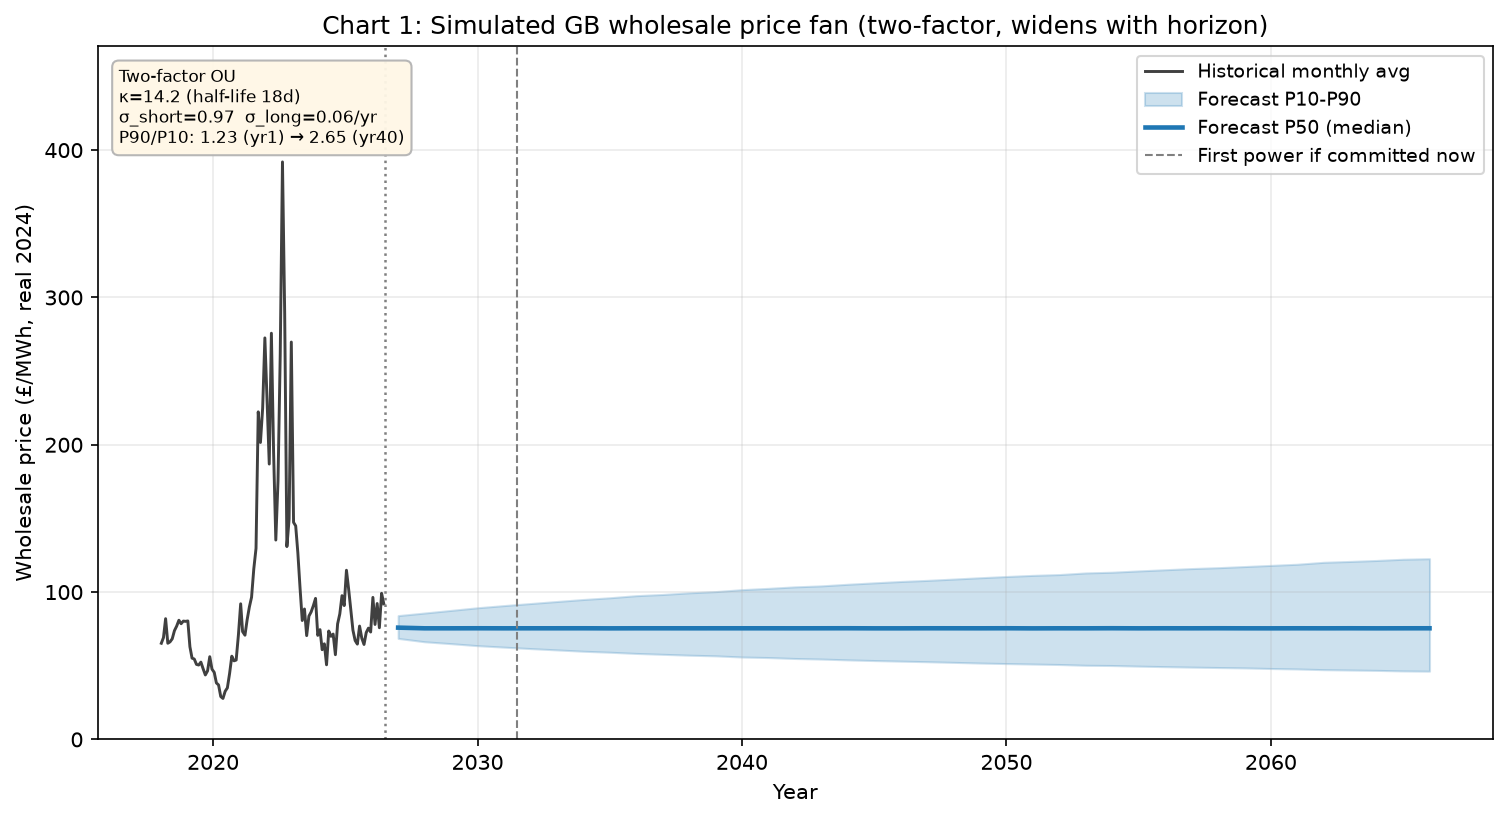 Chart 1: Simulated GB wholesale price fan (two-factor, widens with horizon)
Two-factor OU
κ=14.2 (half-life 18d)
σ_short=0.97  σ_long=0.06/yr
P90/P10: 1.23 (yr1) → 2.65 (yr40)
Historical monthly avg
Forecast P10-P90
Forecast P50 (median)
First power if committed now
Wholesale price (£/MWh, real 2024)
400
300
200
100
0
2020
2030
2040
2050
2060
Year